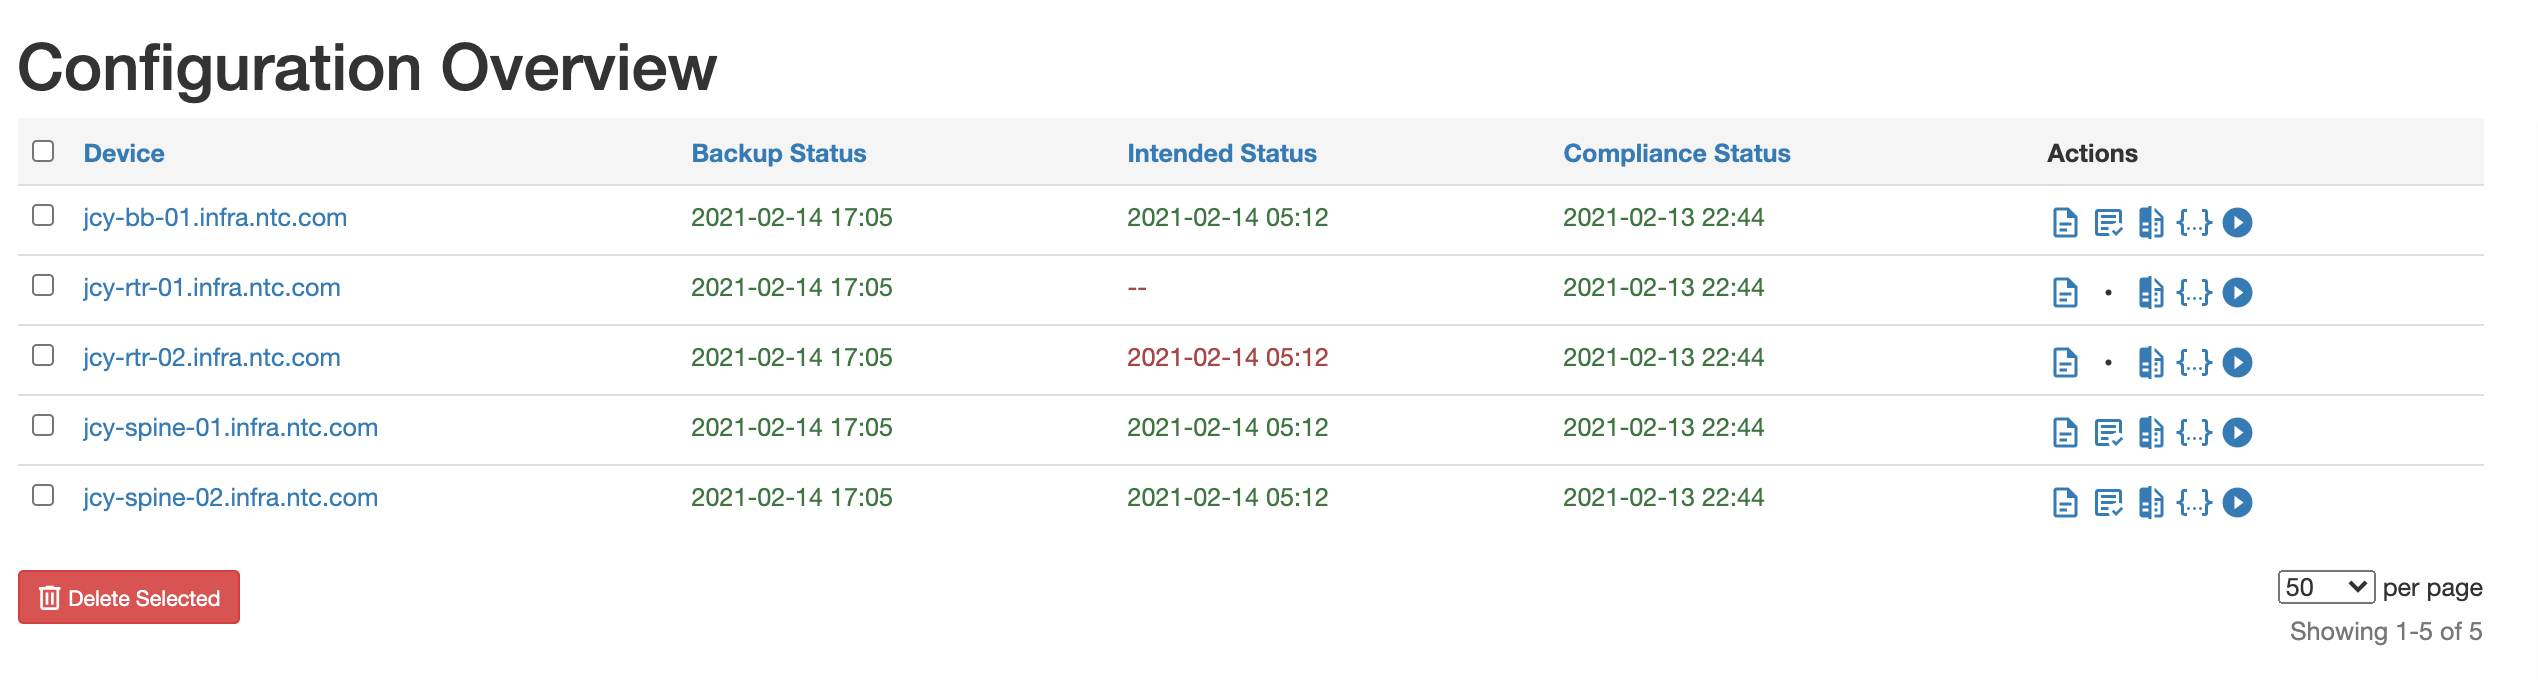 Configuration Overview
Device Backup Status Intended Status Compliance Status Actions
jcy-bb-01.infra.ntc.com 2021-02-14 17:05 2021-02-14 05:12 2021-02-13 22:44 {...}
jcy-rtr-01.infra.ntc.com 2021-02-14 17:05 -- 2021-02-13 22:44 {...}
jcy-rtr-02.infra.ntc.com 2021-02-14 17:05 2021-02-14 05:12 2021-02-13 22:44 {...}
jcy-spine-01.infra.ntc.com 2021-02-14 17:05 2021-02-14 05:12 2021-02-13 22:44 {...}
jcy-spine-02.infra.ntc.com 2021-02-14 17:05 2021-02-14 05:12 2021-02-13 22:44 {...}
Delete Selected 50 per page
Showing 1-5 of 5